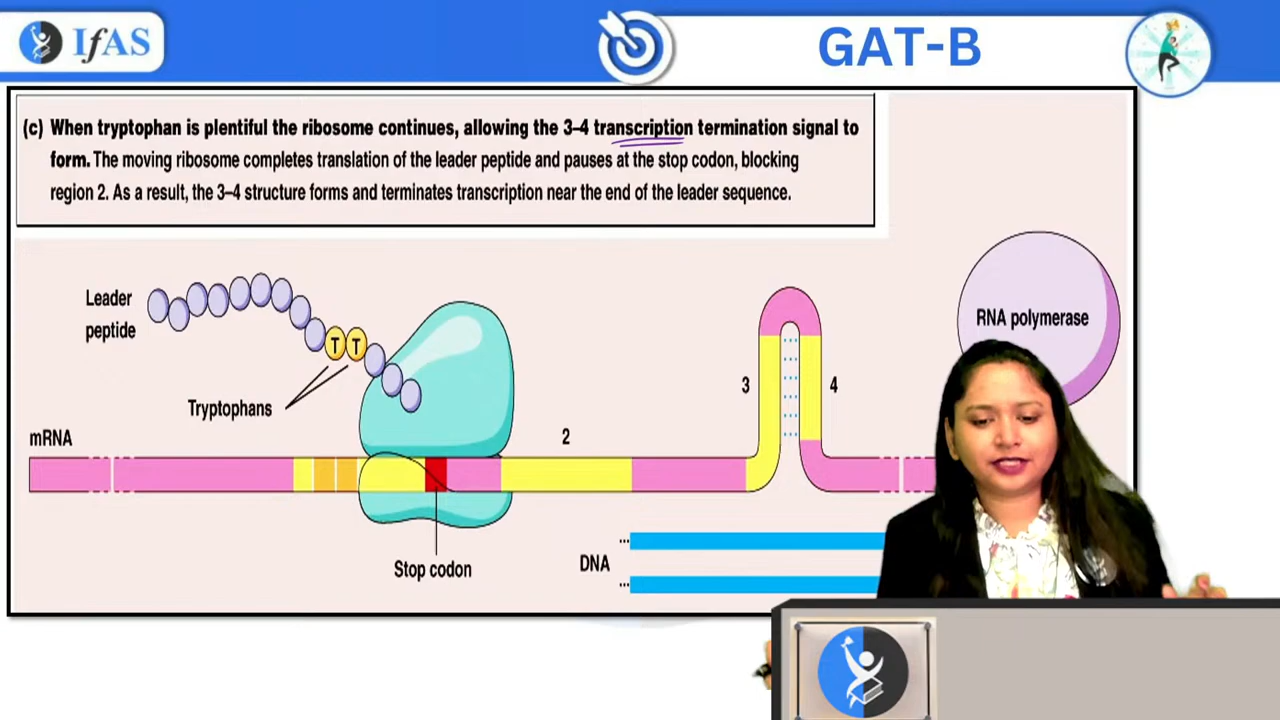 IfAS
GAT-B
(c) When tryptophan is plentiful the ribosome continues, allowing the 3–4 transcription termination signal to
form. The moving ribosome completes translation of the leader peptide and pauses at the stop codon, blocking
region 2. As a result, the 3–4 structure forms and terminates transcription near the end of the leader sequence.
Leader
peptide
T T
Tryptophans
mRNA
2
3
4
RNA polymerase
Stop codon
DNA